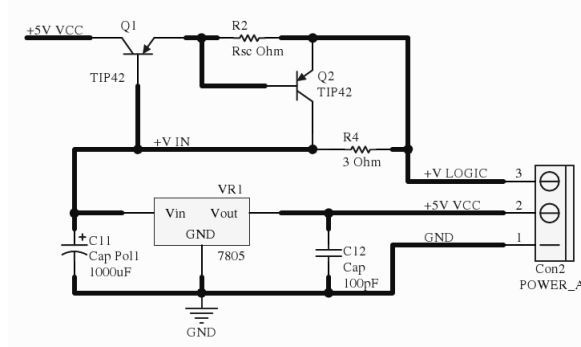 Q1
R2
+5V VCC
Rsc Ohm
Q2
TIP42
TIP42
R4
+V IN
3 Ohm
+V LOGIC
3
VR1
+5V VCC
2
Vin
Vout
GND
GND
1
C11
Cap Pol1
1000uF
7805
C12
Cap
100pF
Con2
POWER_A
GND